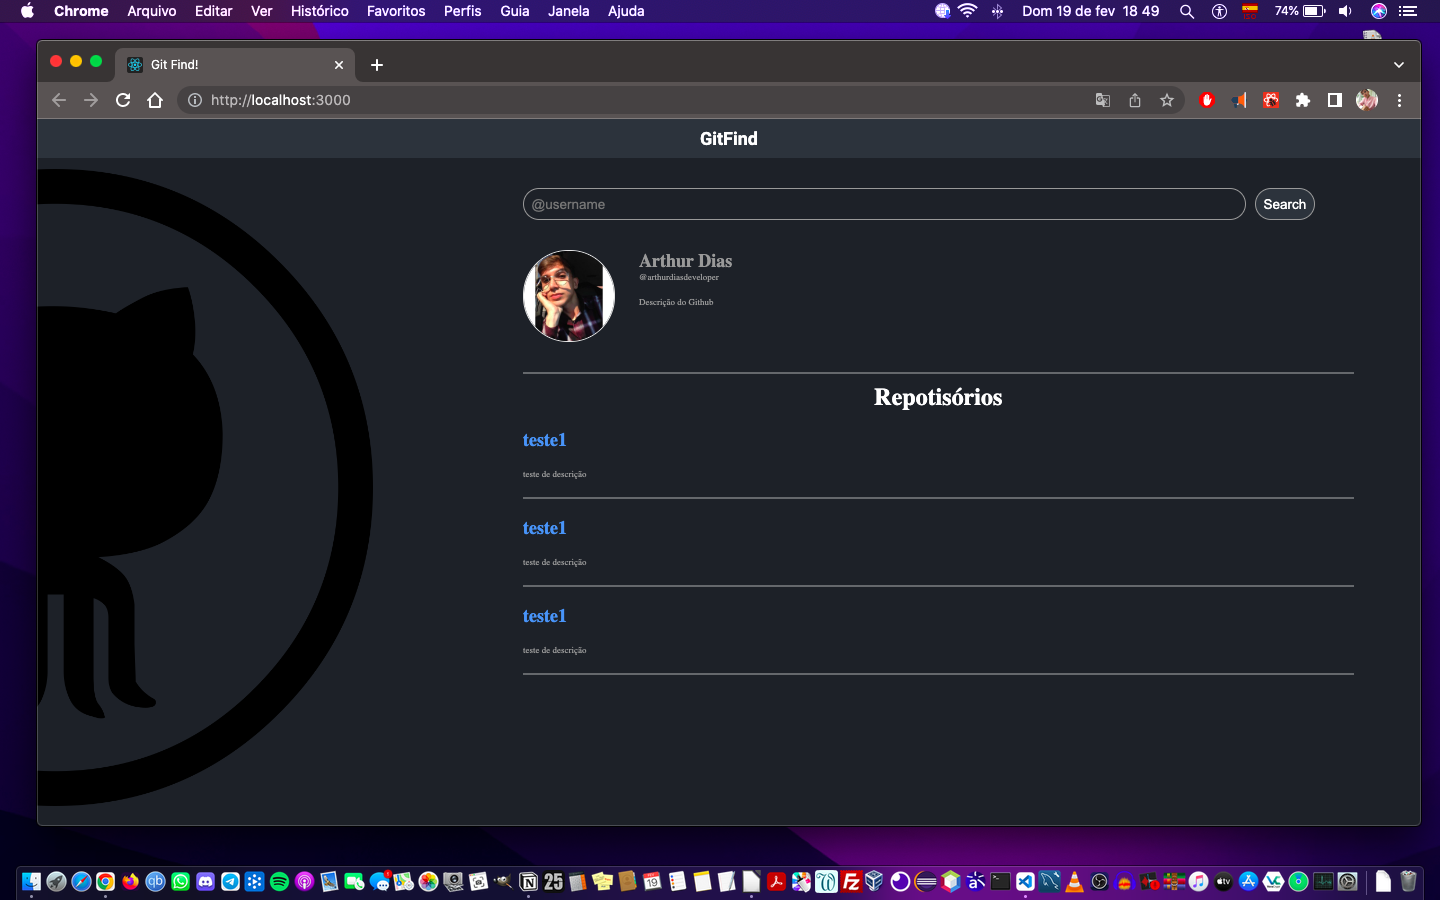 Chrome Arquivo Editar Ver Histórico Favoritos Perfis Guia Janela Ajuda 74% Dom 19 de fev 18 49
Git Find!
http://localhost:3000
GitFind
@username Search
Arthur Dias
@arthurdiasdeveloper
Descrição do Github
Repotisórios
teste1
teste de descrição
teste1
teste de descrição
teste1
teste de descrição